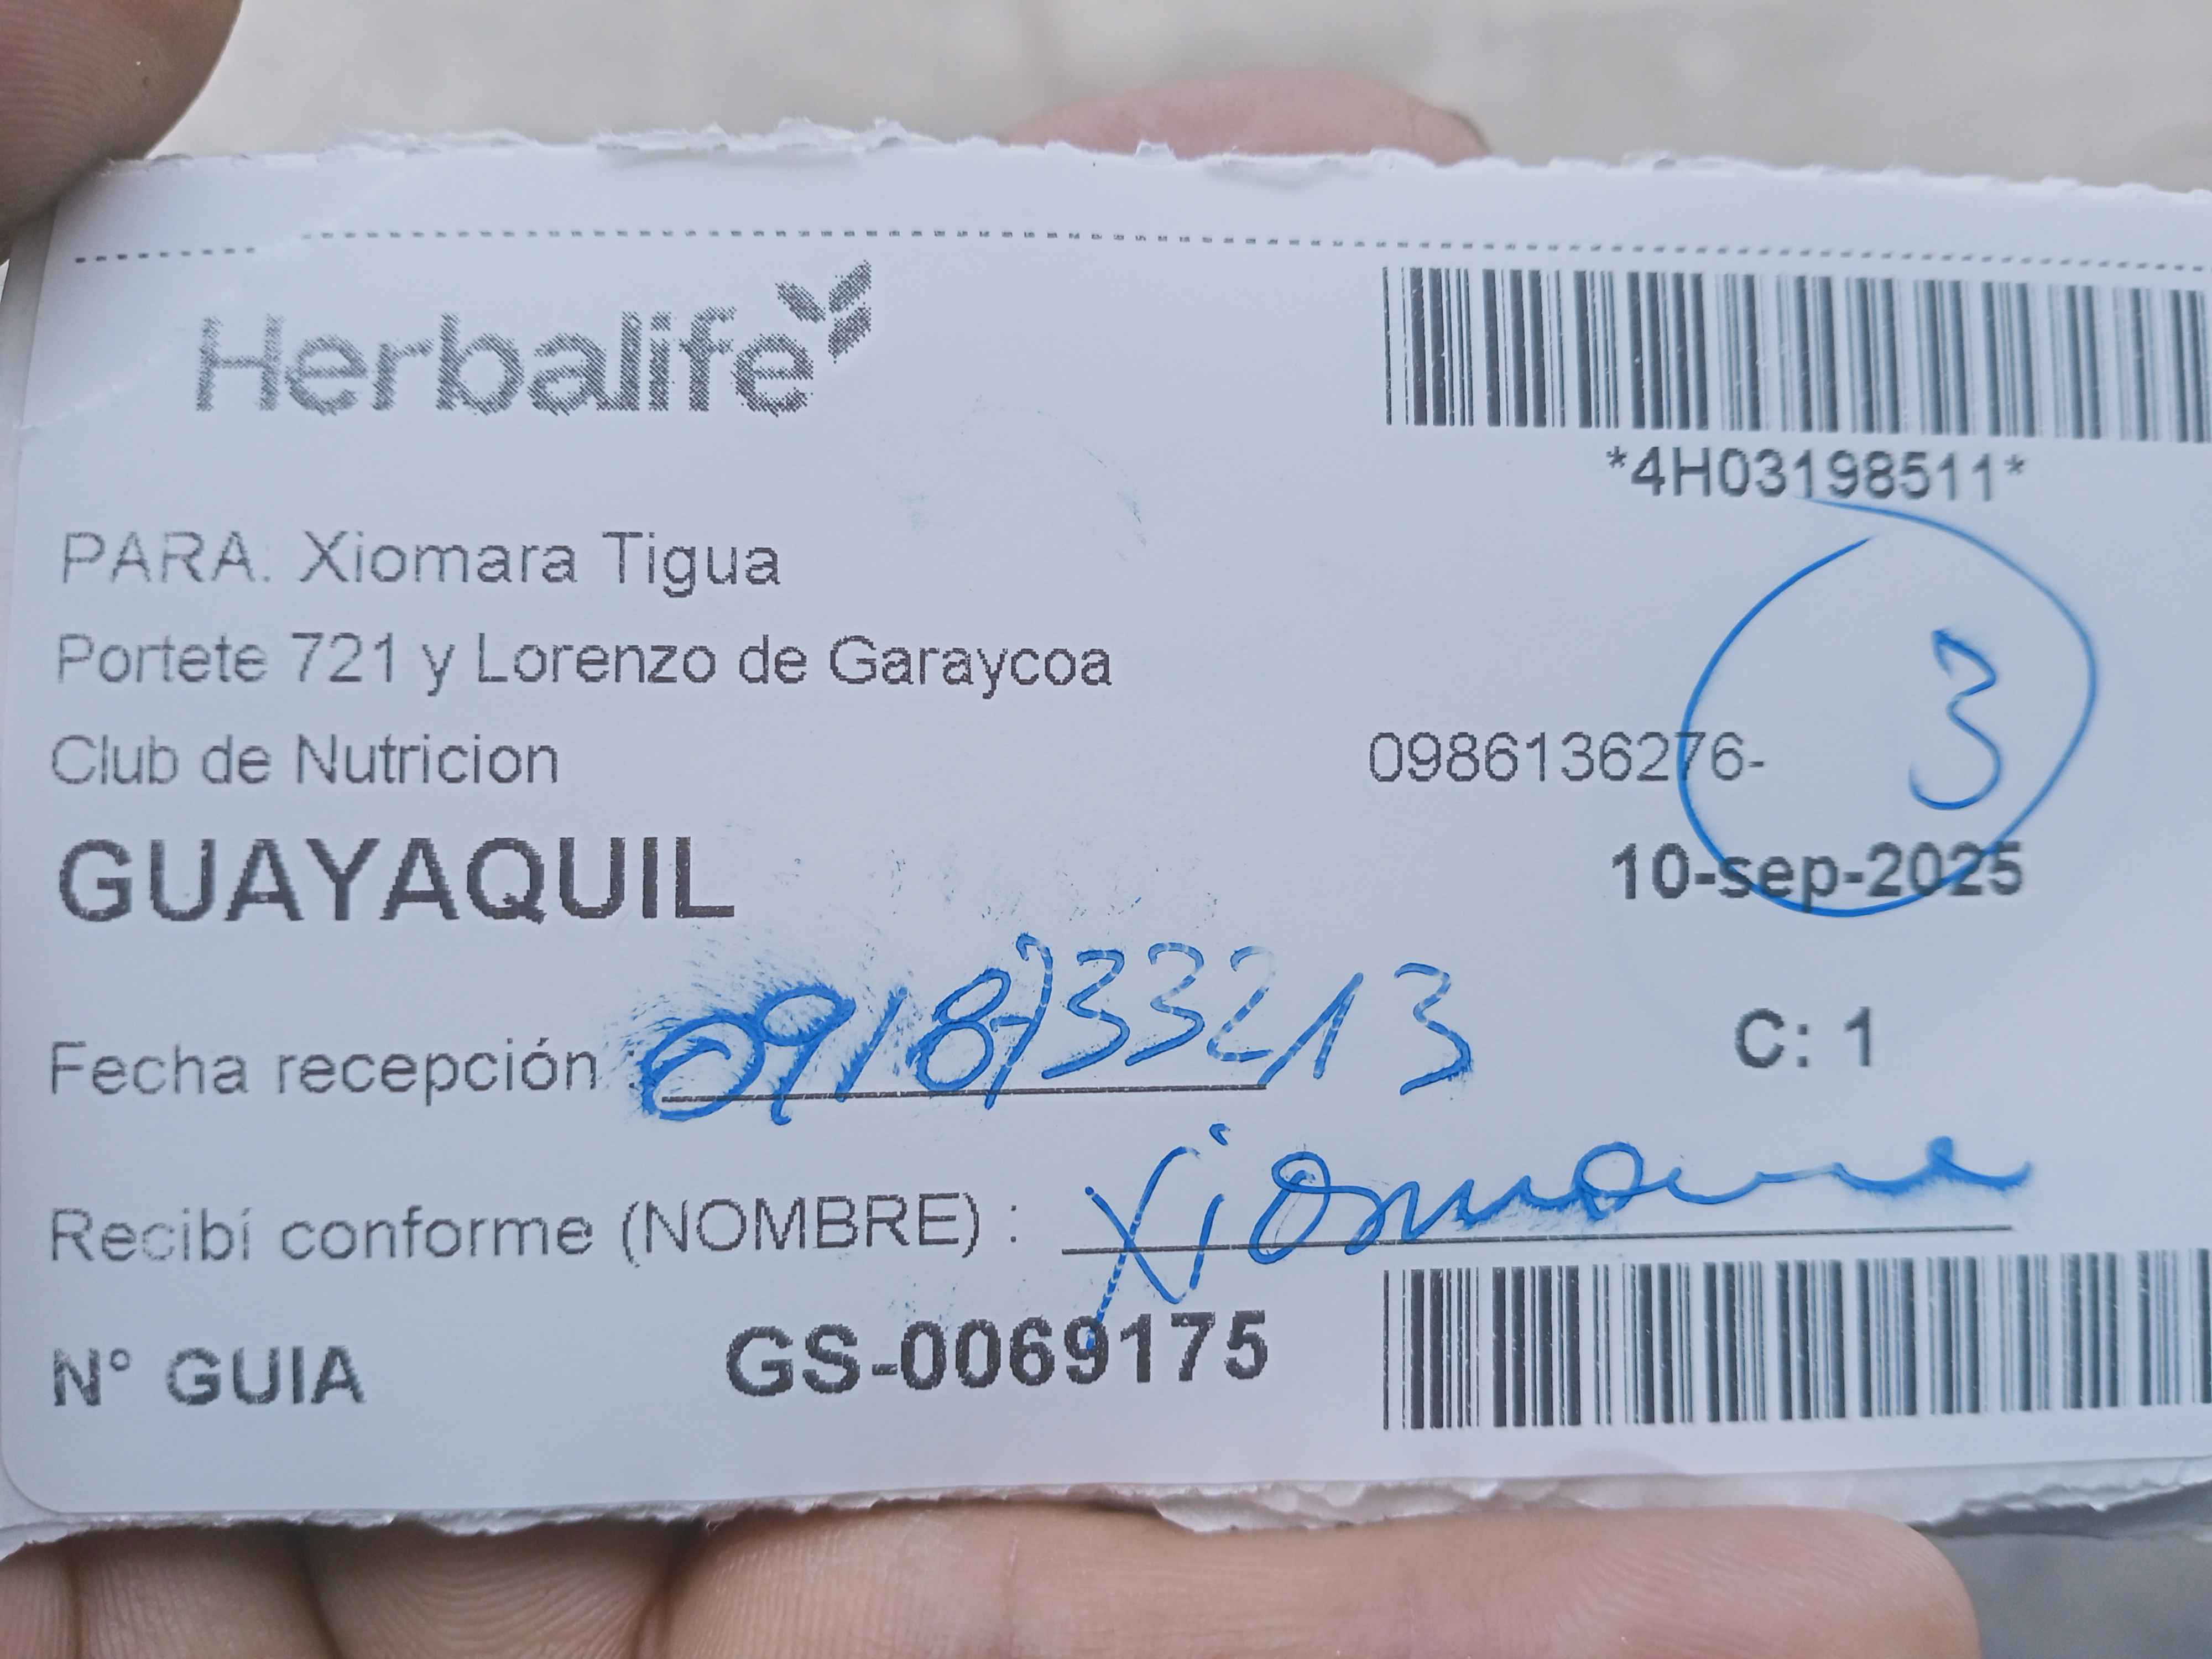 Herbalife
*4H03198511*
PARA: Xiomara Tigua
Portete 721 y Lorenzo de Garaycoa
Club de Nutricion
0986136276-
3
GUAYAQUIL
10-sep-2025
Fecha recepción : 0918733213
C: 1
Recibí conforme (NOMBRE) : Xiomara
N° GUIA GS-0069175